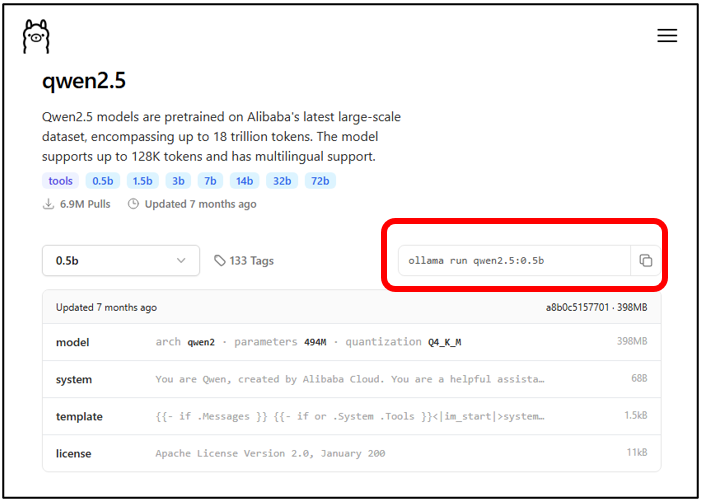 qwen2.5
Qwen2.5 models are pretrained on Alibaba's latest large-scale
dataset, encompassing up to 18 trillion tokens. The model
supports up to 128K tokens and has multilingual support.
tools 0.5b 1.5b 3b 7b 14b 32b 72b
6.9M Pulls Updated 7 months ago
0.5b 133 Tags ollama run qwen2.5:0.5b
Updated 7 months ago a8b0c5157701 · 398MB
model arch qwen2 · parameters 494M · quantization Q4_K_M 398MB
system You are Qwen, created by Alibaba Cloud. You are a helpful assista… 68B
template {{- if .Messages }} {{- if or .System .Tools }}<|im_start|>system… 1.5kB
license Apache License Version 2.0, January 200 11kB